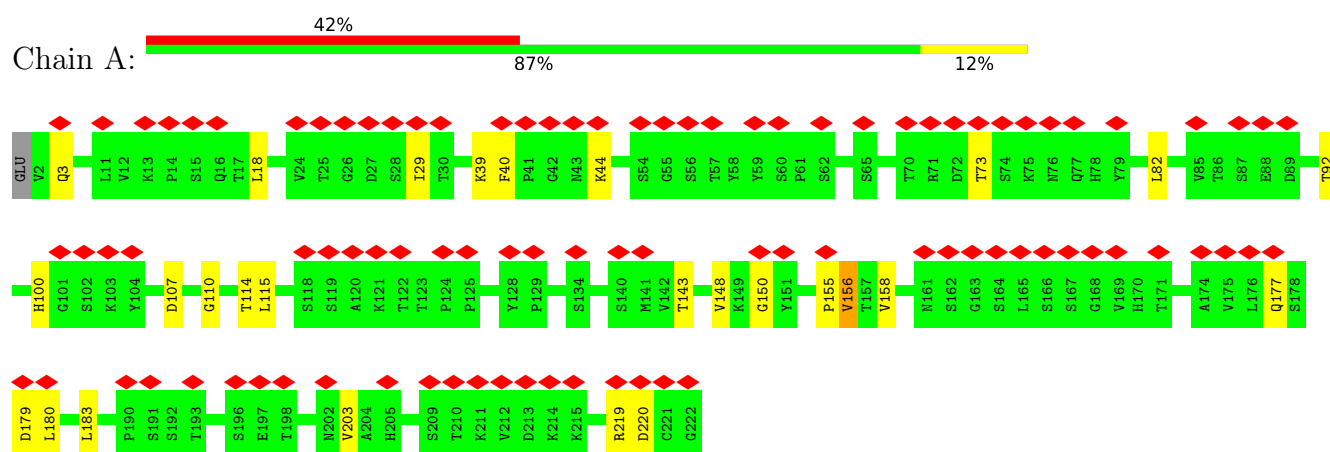 42%
Chain A:
87% 12%
GLU V2 Q3 L11 V12 K13 P14 S15 Q16 T17 L18 V24 T25 G26 D27 S28 I29 T30 K39 F40 P41 G42 N43 K44 S54 G55 S56 T57 Y58 Y59 S60 P61 S62 S65 T70 R71 D72 T73 S74 K75 N76 Q77 H78 Y79 L82 V85 T86 S87 E88 D89 T92
H100 G101 S102 K103 Y104 D107 G110 T114 L115 S118 S119 A120 K121 T122 T123 P124 P125 Y128 P129 S134 S140 M141 V142 T143 V148 K149 G150 Y151 P155 V156 T157 V158 N161 S162 G163 S164 L165 S166 S167 G168 V169 H170 T171 A174 V175 L176 Q177 S178
D179 L180 L183 P190 S191 S192 T193 S196 E197 T198 N202 V203 A204 H205 S209 T210 K211 V212 D213 K214 K215 R219 D220 C221 G222